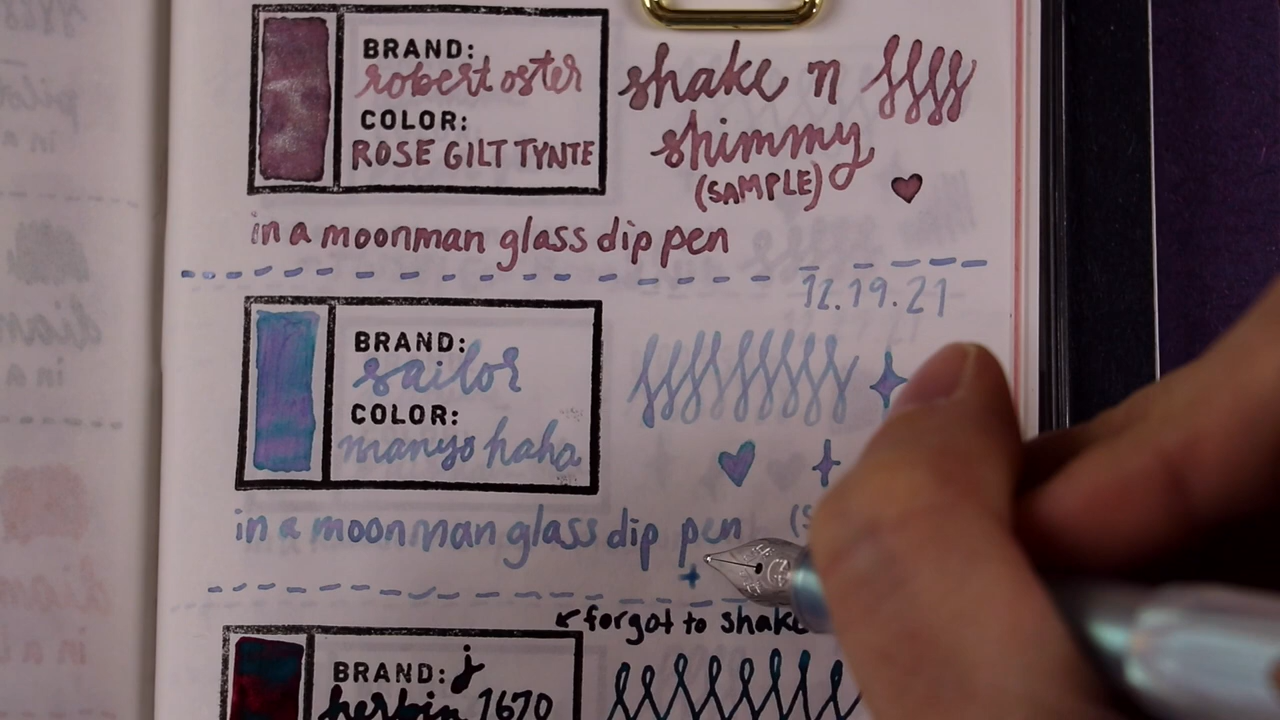 BRAND:
robert oster
COLOR:
ROSE GILT TYNTE
shake n
shimmy
(SAMPLE)
in a moonman glass dip pen
12.19.21
BRAND:
sailor
COLOR:
manyo haha
in a moonman glass dip pen
forgot to shake
BRAND: j
herbin 1670